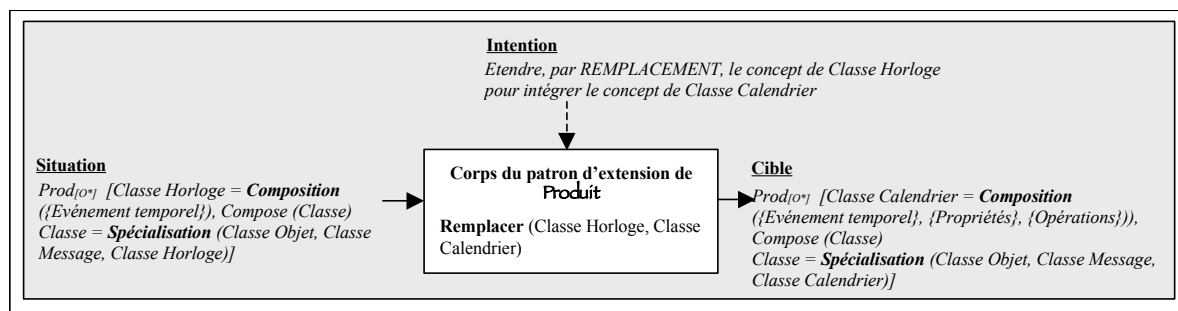 Intention
Etendre, par REMPLACEMENT, le concept de Classe Horloge
pour intégrer le concept de Classe Calendrier
Situation
Prod[O*] [Classe Horloge = Composition
({Evénement temporel}), Compose (Classe)
Classe = Spécialisation (Classe Objet, Classe
Message, Classe Horloge)]
Corps du patron d'extension de
Produit
Remplacer (Classe Horloge, Classe
Calendrier)
Cible
Prod[O*] [Classe Calendrier = Composition
({Evénement temporel}, {Propriétés}, {Opérations})),
Compose (Classe)
Classe = Spécialisation (Classe Objet, Classe Message,
Classe Calendrier)]